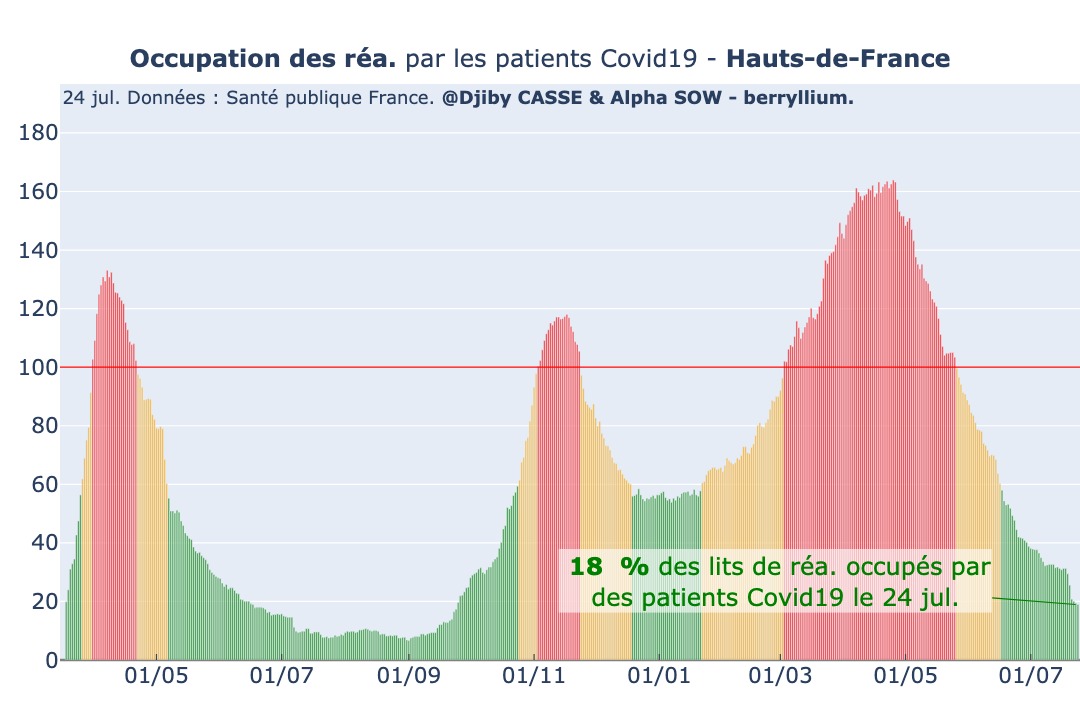 Occupation des réa. par les patients Covid19 - Hauts-de-France
24 jul. Données : Santé publique France. @Djiby CASSE & Alpha SOW - berryllium.
180
160
140
120
100
80
60
40
20
0
18 % des lits de réa. occupés par
des patients Covid19 le 24 jul.
01/05 01/07 01/09 01/11 01/01 01/03 01/05 01/07